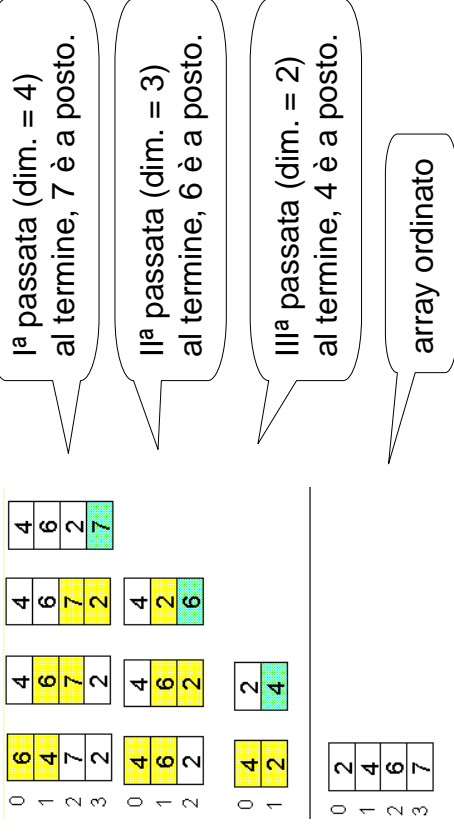 0 6 4 4 4
1 4 6 6 6
2 7 7 7 2
3 2 2 2 7
Iª passata (dim. = 4)
al termine, 7 è a posto.
0 4 4 4
1 6 6 2
2 2 2 6
IIª passata (dim. = 3)
al termine, 6 è a posto.
0 4 2
1 2 4
IIIª passata (dim. = 2)
al termine, 4 è a posto.
0 2
1 4
2 6
3 7
array ordinato